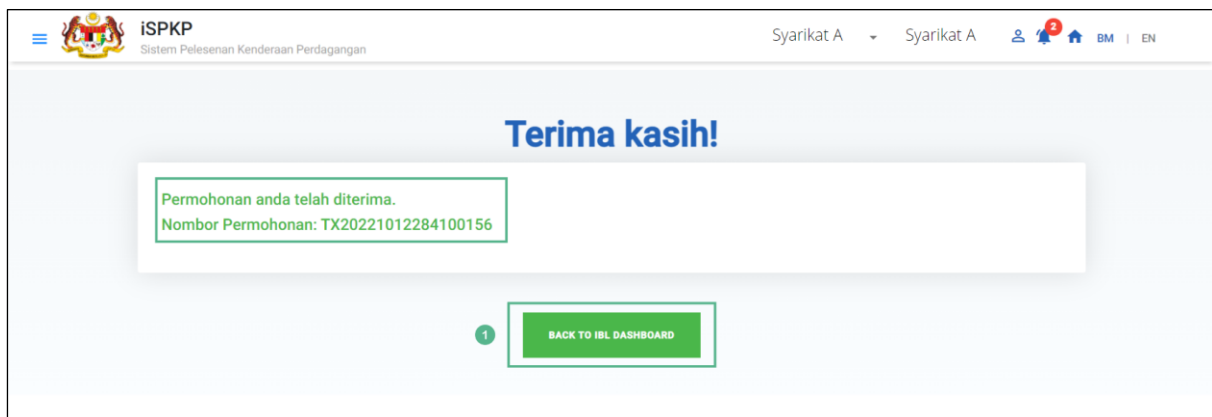 iSPKP
Sistem Pelesenan Kenderaan Perdagangan
Syarikat A
Syarikat A
2
BM | EN
Terima kasih!
Permohonan anda telah diterima.
Nombor Permohonan: TX20221012284100156
1
BACK TO IBL DASHBOARD